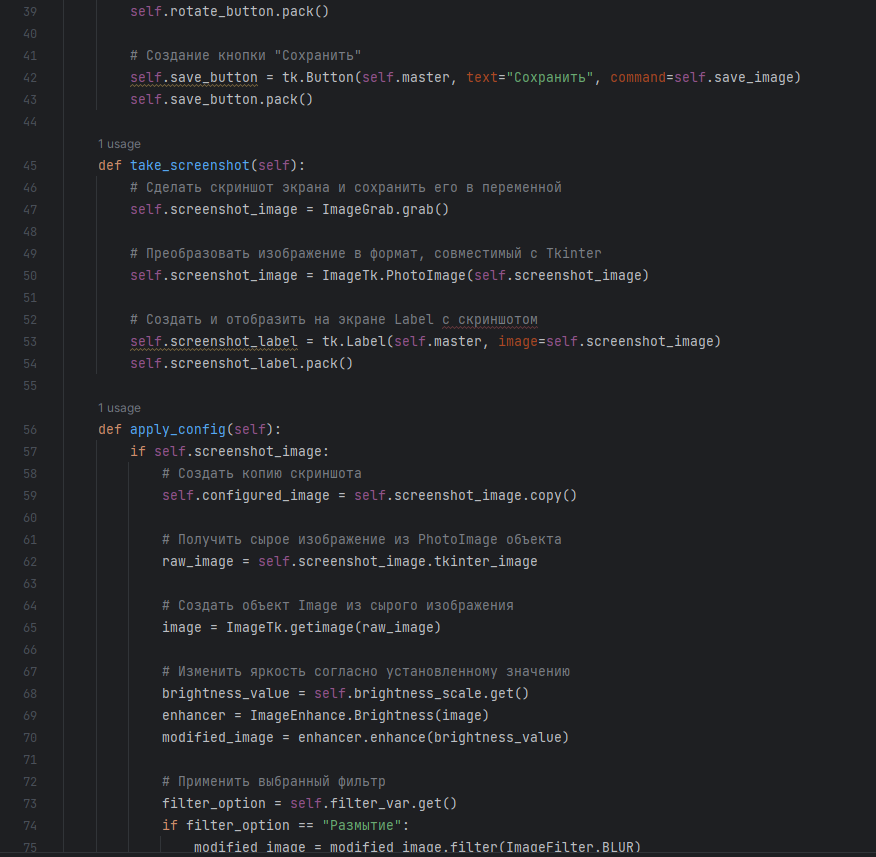 39 self.rotate_button.pack()
40
41 # Создание кнопки "Сохранить"
42 self.save_button = tk.Button(self.master, text="Сохранить", command=self.save_image)
43 self.save_button.pack()
44
1 usage
45 def take_screenshot(self):
46 # Сделать скриншот экрана и сохранить его в переменной
47 self.screenshot_image = ImageGrab.grab()
48
49 # Преобразовать изображение в формат, совместимый с Tkinter
50 self.screenshot_image = ImageTk.PhotoImage(self.screenshot_image)
51
52 # Создать и отобразить на экране Label с скриншотом
53 self.screenshot_label = tk.Label(self.master, image=self.screenshot_image)
54 self.screenshot_label.pack()
55
1 usage
56 def apply_config(self):
57 if self.screenshot_image:
58 # Создать копию скриншота
59 self.configured_image = self.screenshot_image.copy()
60
61 # Получить сырое изображение из PhotoImage объекта
62 raw_image = self.screenshot_image.tkinter_image
63
64 # Создать объект Image из сырого изображения
65 image = ImageTk.getimage(raw_image)
66
67 # Изменить яркость согласно установленному значению
68 brightness_value = self.brightness_scale.get()
69 enhancer = ImageEnhance.Brightness(image)
70 modified_image = enhancer.enhance(brightness_value)
71
72 # Применить выбранный фильтр
73 filter_option = self.filter_var.get()
74 if filter_option == "Размытие":
75 modified_image = modified_image.filter(ImageFilter.BLUR)